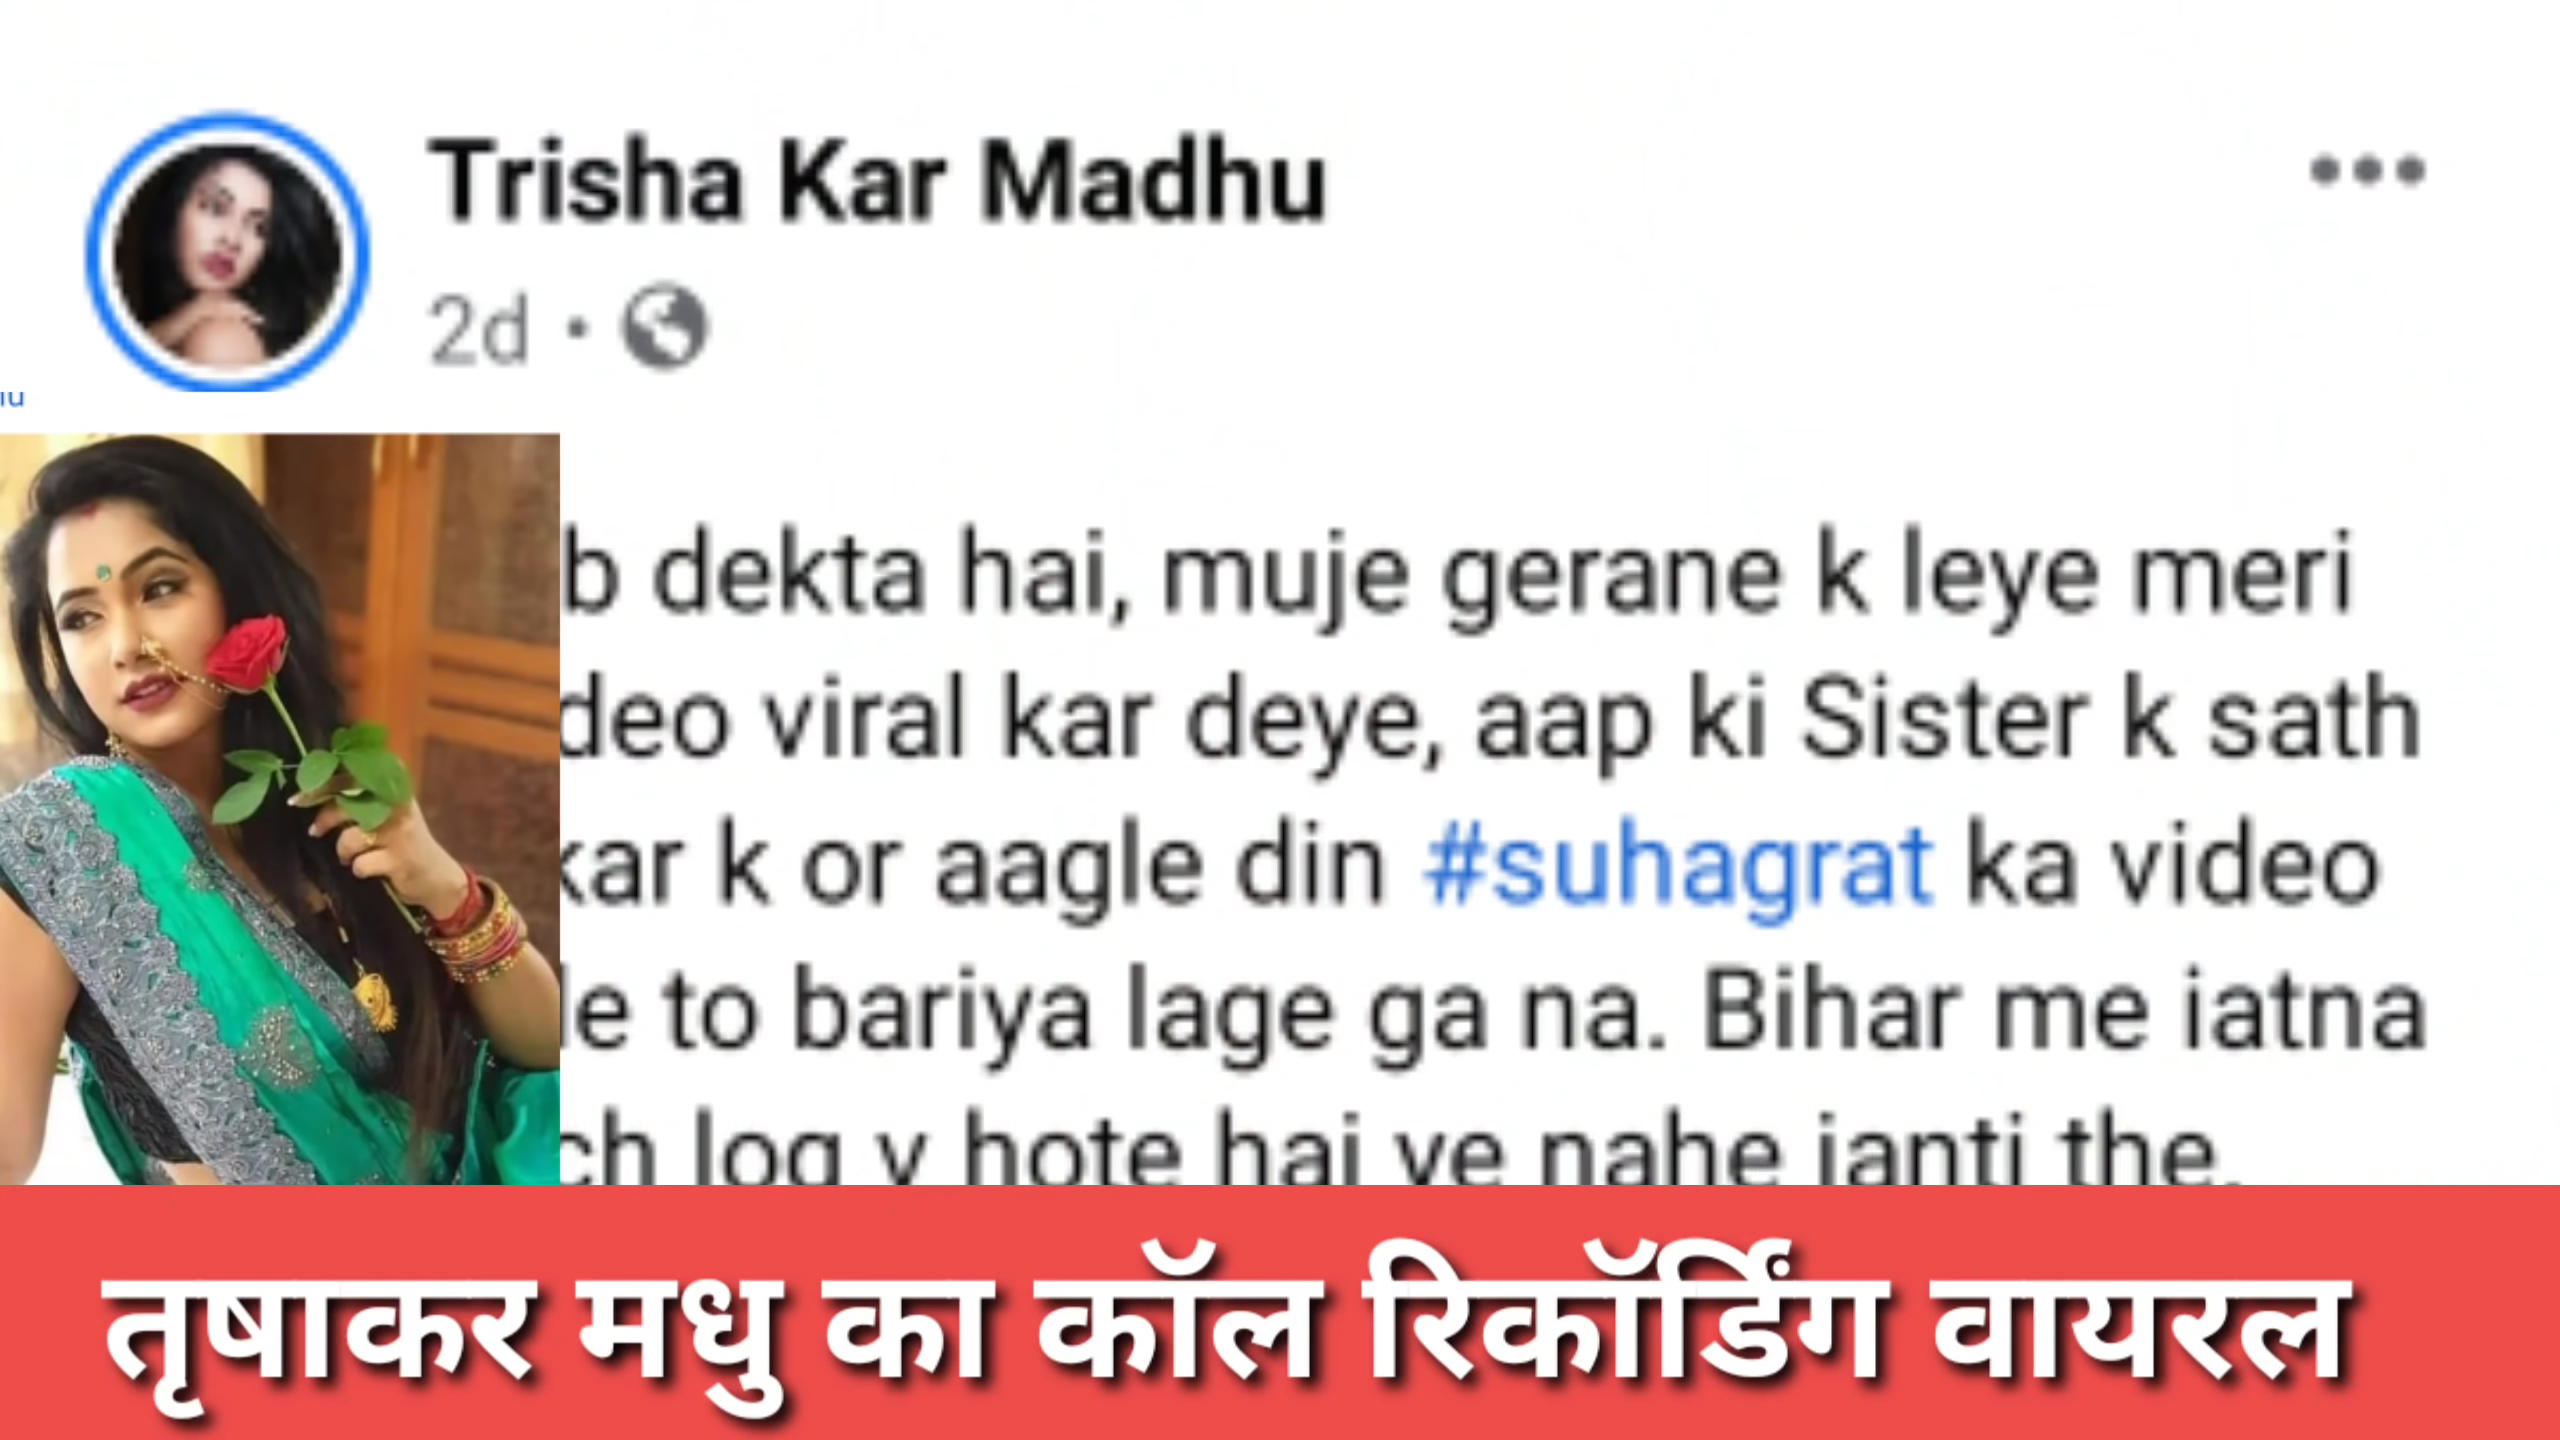 Trisha Kar Madhu
2d
b dekta hai, muje gerane k leye meri
deo viral kar deye, aap ki Sister k sath
kar k or aagle din #suhagrat ka video
le to bariya lage ga na. Bihar me iatna
ch log y hote hai ye nahe janti the.
तृषाकर मधु का कॉल रिकॉर्डिंग वायरल